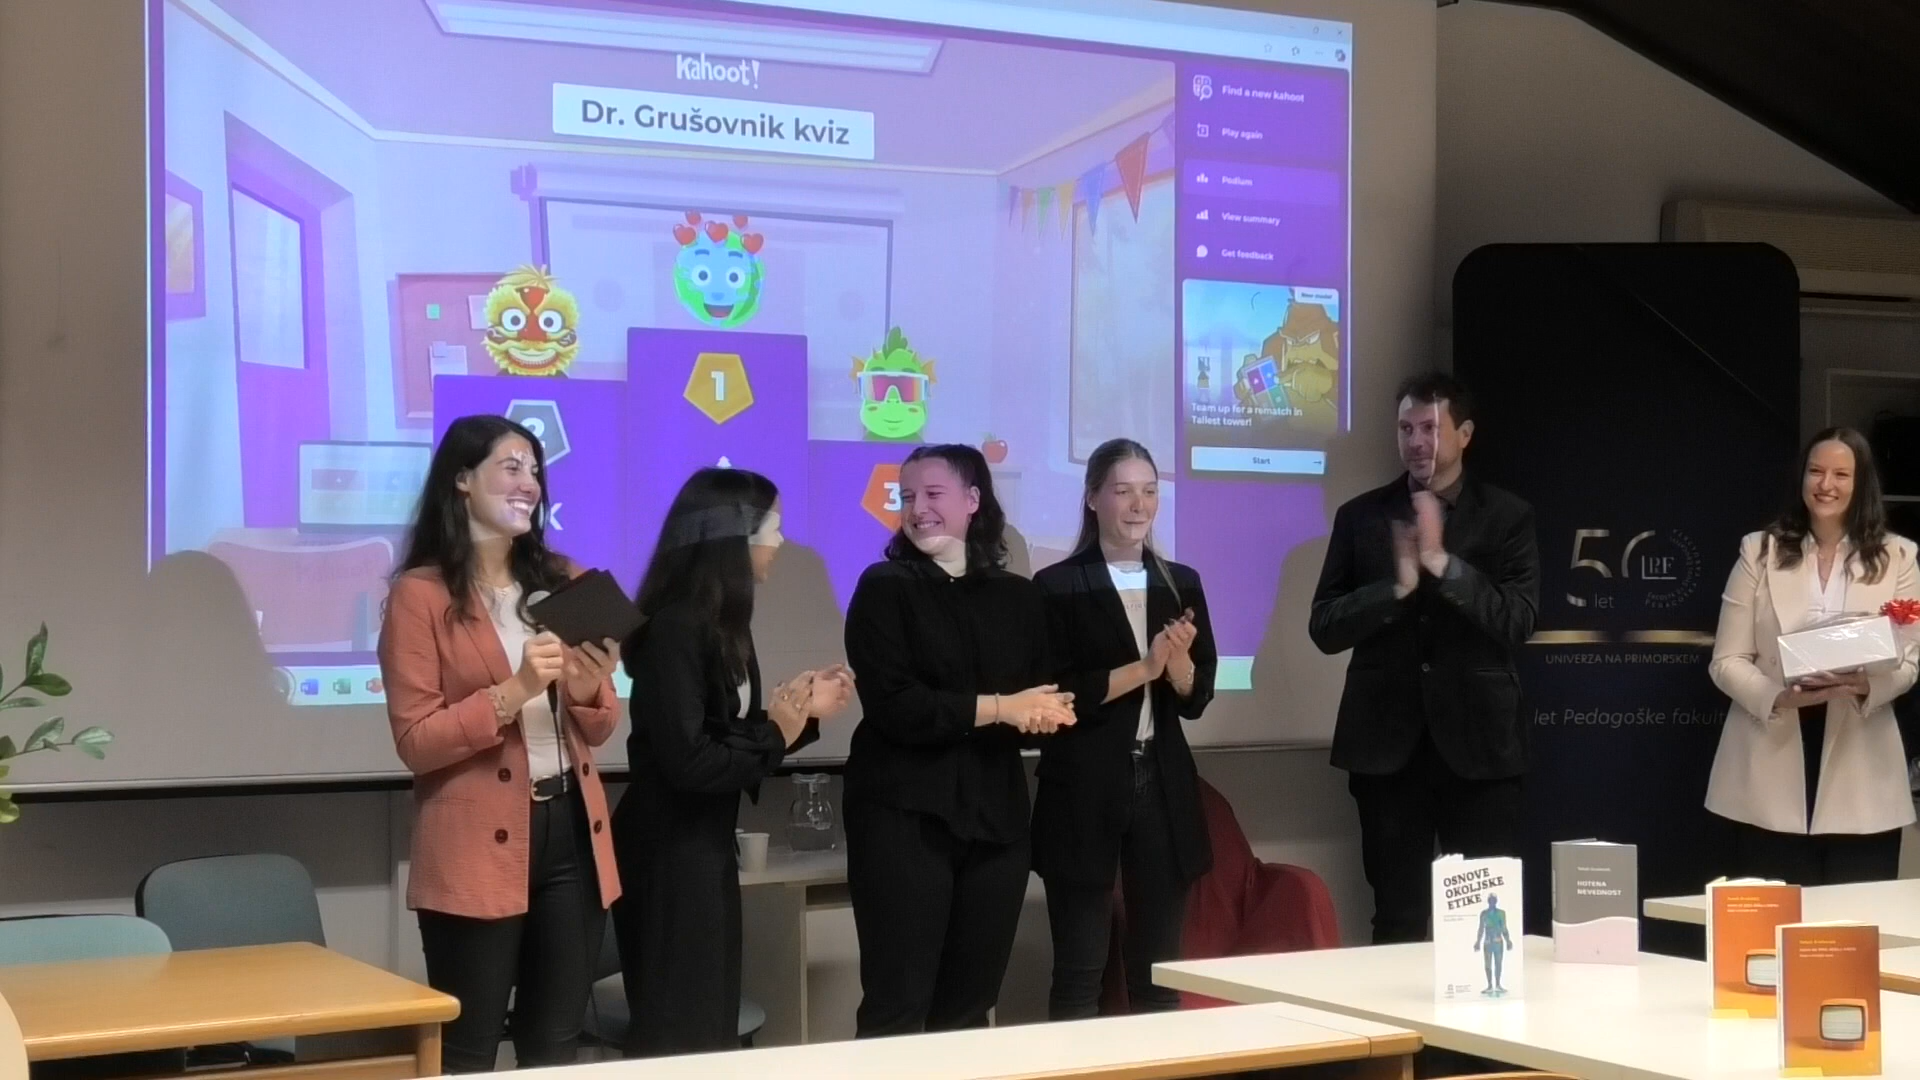 Kahoot!
Dr. Grušovnik kviz
1
2
3
K
Find a new kahoot
Play again
Podium
View summary
Get feedback
Team up for a rematch in
Tallest tower!
Start
50
let
PEF
UNIVERZA NA PRIMORSKEM
let Pedagoške fakult
OSNOVE
OKOLJSKE
ETIKE
HOTENA
NEVEDNOST